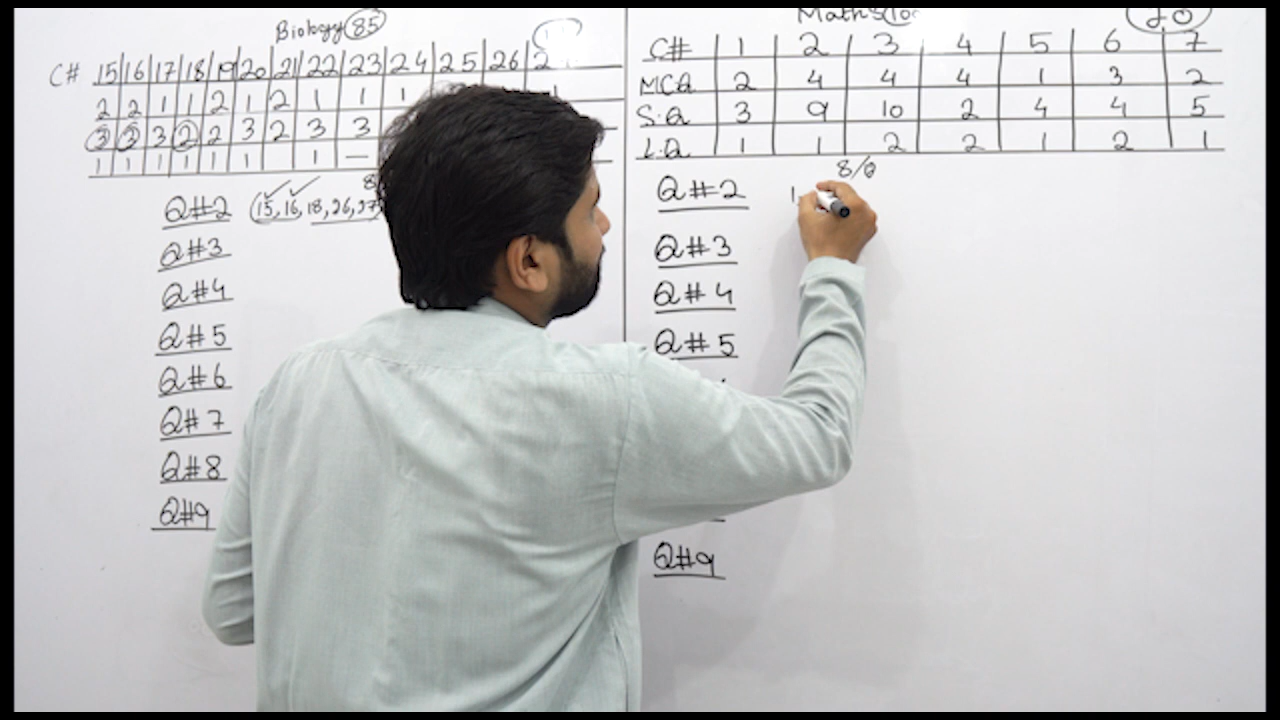 Biology 85
C# 15 16 17 18 19 20 21 22 23 24 25 26 2
2 2 1 1 2 1 2 1 1 1 1
3 3 3 2 2 3 2 3 3
1 1 1 1 1 1 1 —
8
Q#2 (15, 16, 18, 26, 27
Q#3
Q#4
Q#5
Q#6
Q#7
Q#8
Q#9
Maths 20
C# 1 2 3 4 5 6 7
MCQ 2 4 4 4 1 3 2
S.Q 3 9 10 2 4 4 5
L.Q 1 1 2 2 1 2 1
Q#2 1,
Q#3
Q#4
Q#5
Q#9